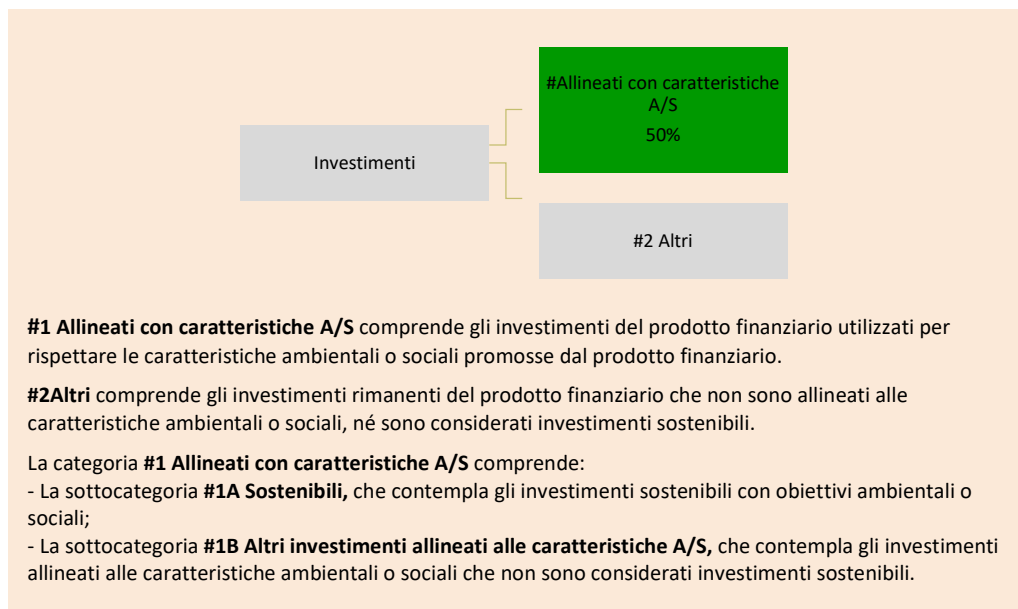 #Allineati con caratteristiche
A/S
50%
Investimenti
#2 Altri
#1 Allineati con caratteristiche A/S comprende gli investimenti del prodotto finanziario utilizzati per
rispettare le caratteristiche ambientali o sociali promosse dal prodotto finanziario.
#2Altri comprende gli investimenti rimanenti del prodotto finanziario che non sono allineati alle
caratteristiche ambientali o sociali, né sono considerati investimenti sostenibili.
La categoria #1 Allineati con caratteristiche A/S comprende:
- La sottocategoria #1A Sostenibili, che contempla gli investimenti sostenibili con obiettivi ambientali o
sociali;
- La sottocategoria #1B Altri investimenti allineati alle caratteristiche A/S, che contempla gli investimenti
allineati alle caratteristiche ambientali o sociali che non sono considerati investimenti sostenibili.